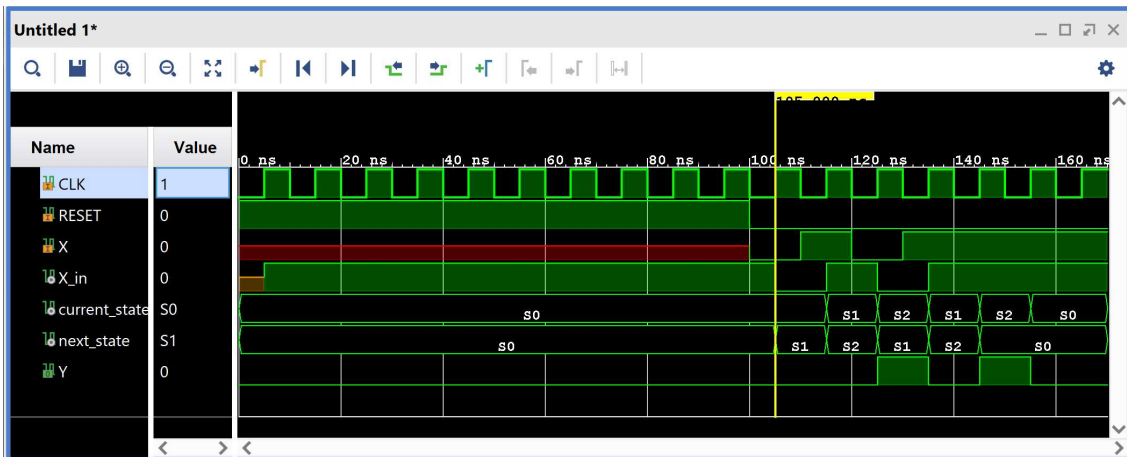 Untitled 1*
Name Value
0 ns 20 ns 40 ns 60 ns 80 ns 100 ns 120 ns 140 ns 160 ns
CLK 1
RESET 0
X 0
X_in 0
current_state S0 S0 S1 S2 S1 S2 S0
next_state S1 S0 S1 S2 S1 S2 S0
Y 0